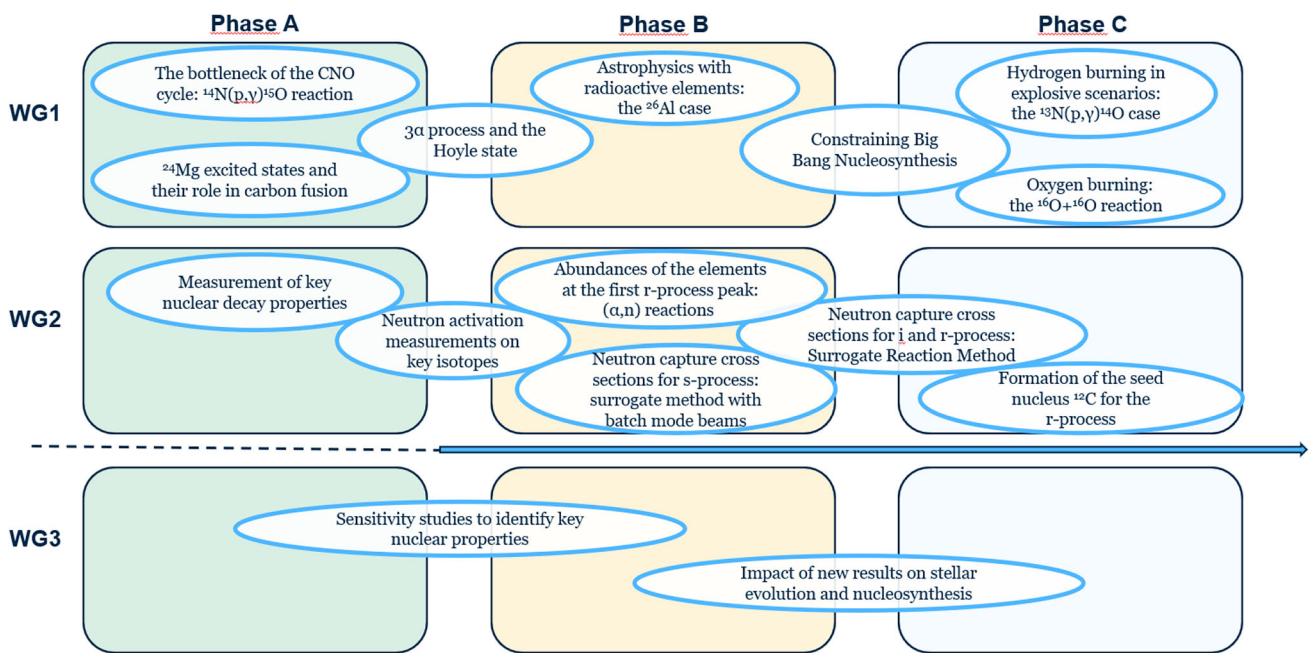 Phase A
Phase B
Phase C
WG1
The bottleneck of the CNO
cycle: ¹⁴N(p,γ)¹⁵O reaction
²⁴Mg excited states and
their role in carbon fusion
3α process and the
Hoyle state
Astrophysics with
radioactive elements:
the ²⁶Al case
Constraining Big
Bang Nucleosynthesis
Hydrogen burning in
explosive scenarios:
the ¹³N(p,γ)¹⁴O case
Oxygen burning:
the ¹⁶O+¹⁶O reaction
WG2
Measurement of key
nuclear decay properties
Neutron activation
measurements on
key isotopes
Abundances of the elements
at the first r-process peak:
(α,n) reactions
Neutron capture cross
sections for s-process:
surrogate method with
batch mode beams
Neutron capture cross
sections for i and r-process:
Surrogate Reaction Method
Formation of the seed
nucleus ¹²C for the
r-process
WG3
Sensitivity studies to identify key
nuclear properties
Impact of new results on stellar
evolution and nucleosynthesis